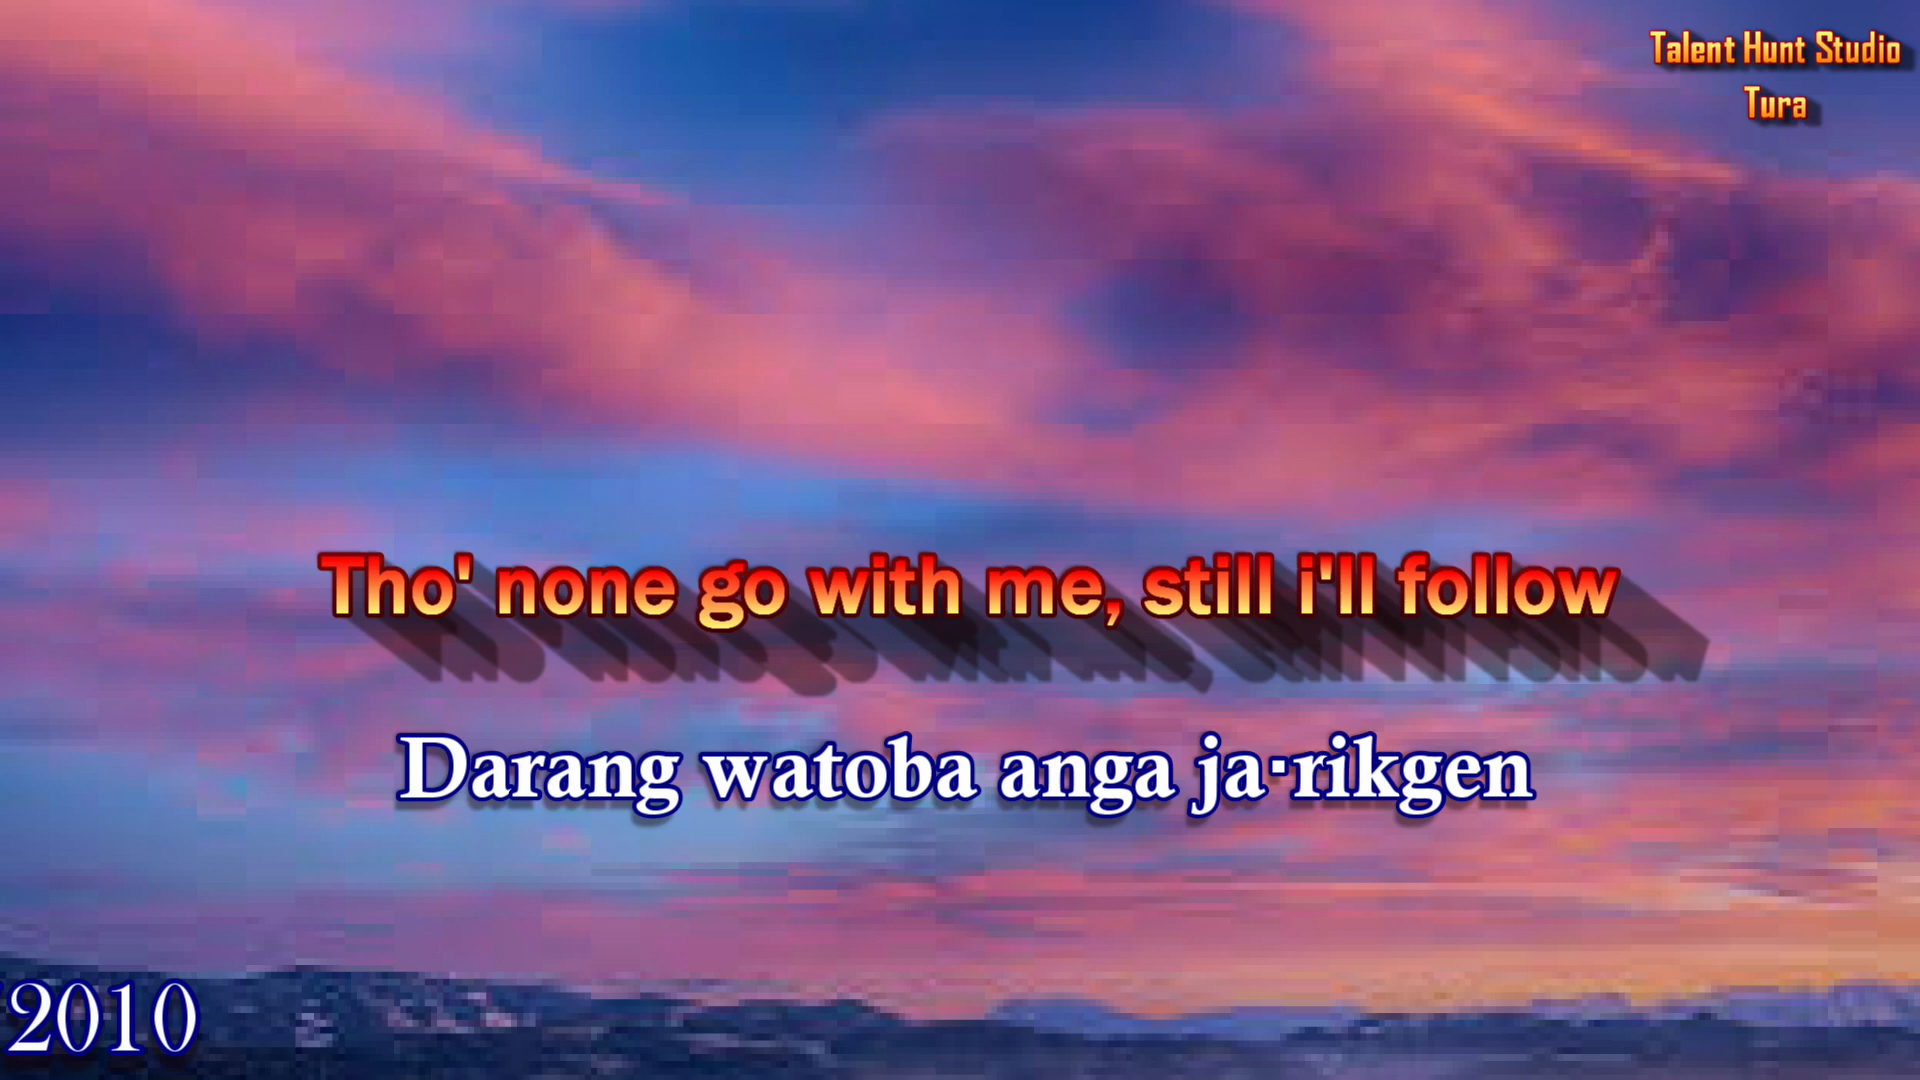 Talent Hunt Studio
Tura
Tho' none go with me, still i'll follow
Darang watoba anga ja·rikgen
2010